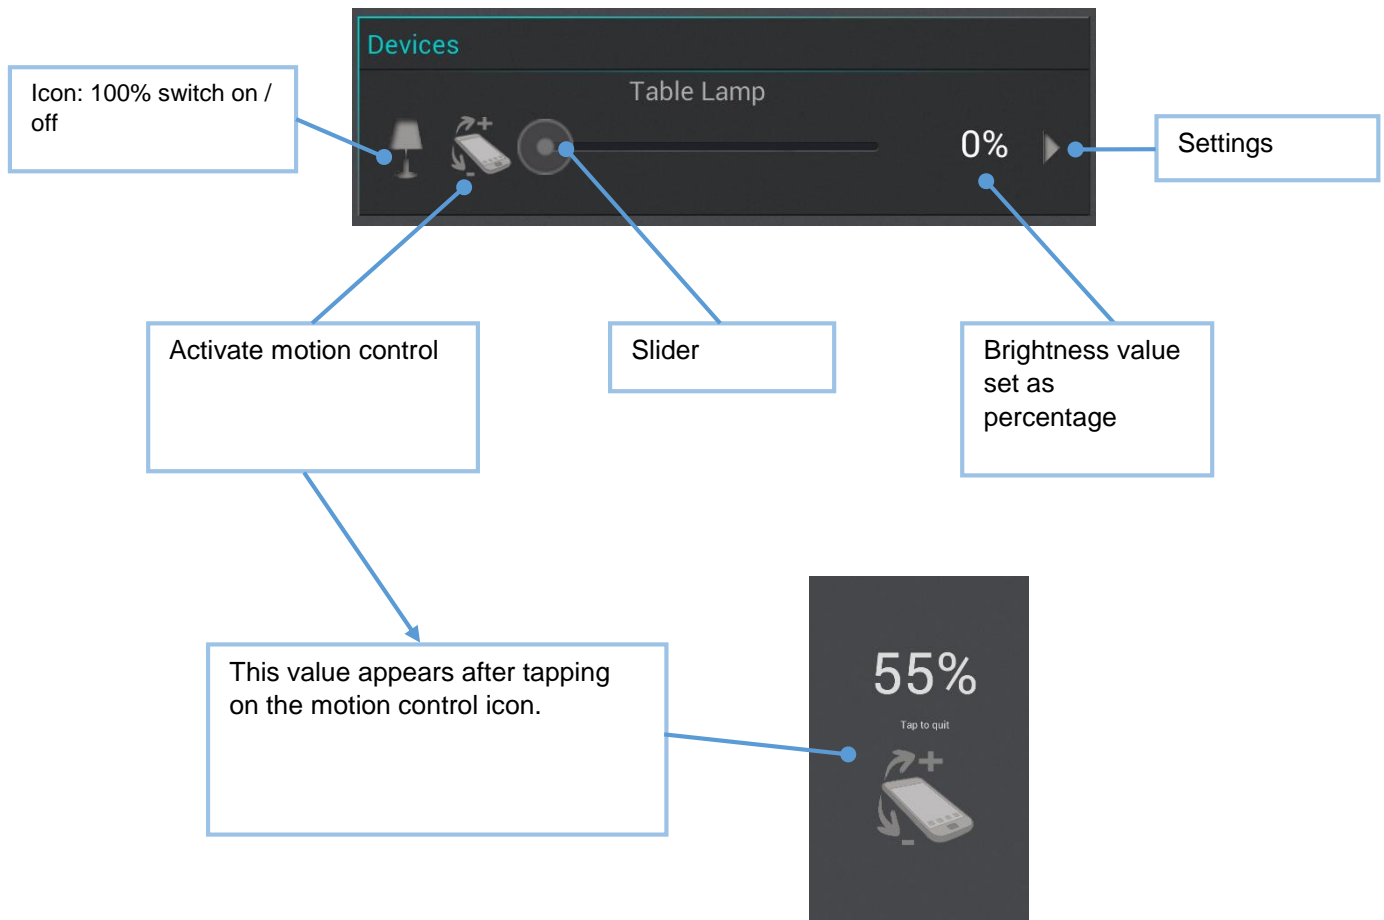 Devices
Icon: 100% switch on /
off
Table Lamp
0%
Settings
Activate motion control
Slider
Brightness value
set as
percentage
This value appears after tapping
on the motion control icon.
55%
Tap to quit